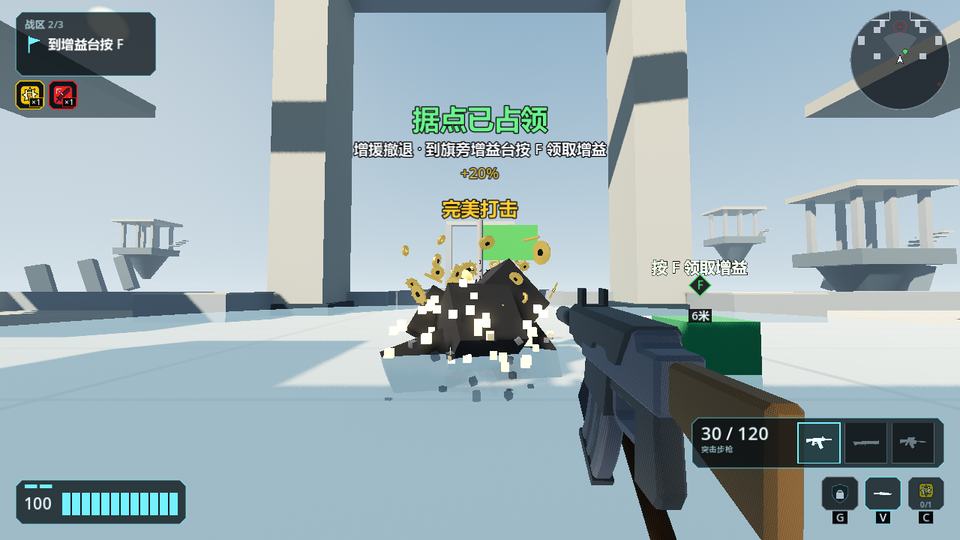 战区 2/3
到增益台按 F
×1
×1
据点已占领
增援撤退 · 到旗旁增益台按 F 领取增益
+20%
完美打击
按 F 领取增益
F
6米
30 / 120
突击步枪
100
0/1
G
V
C